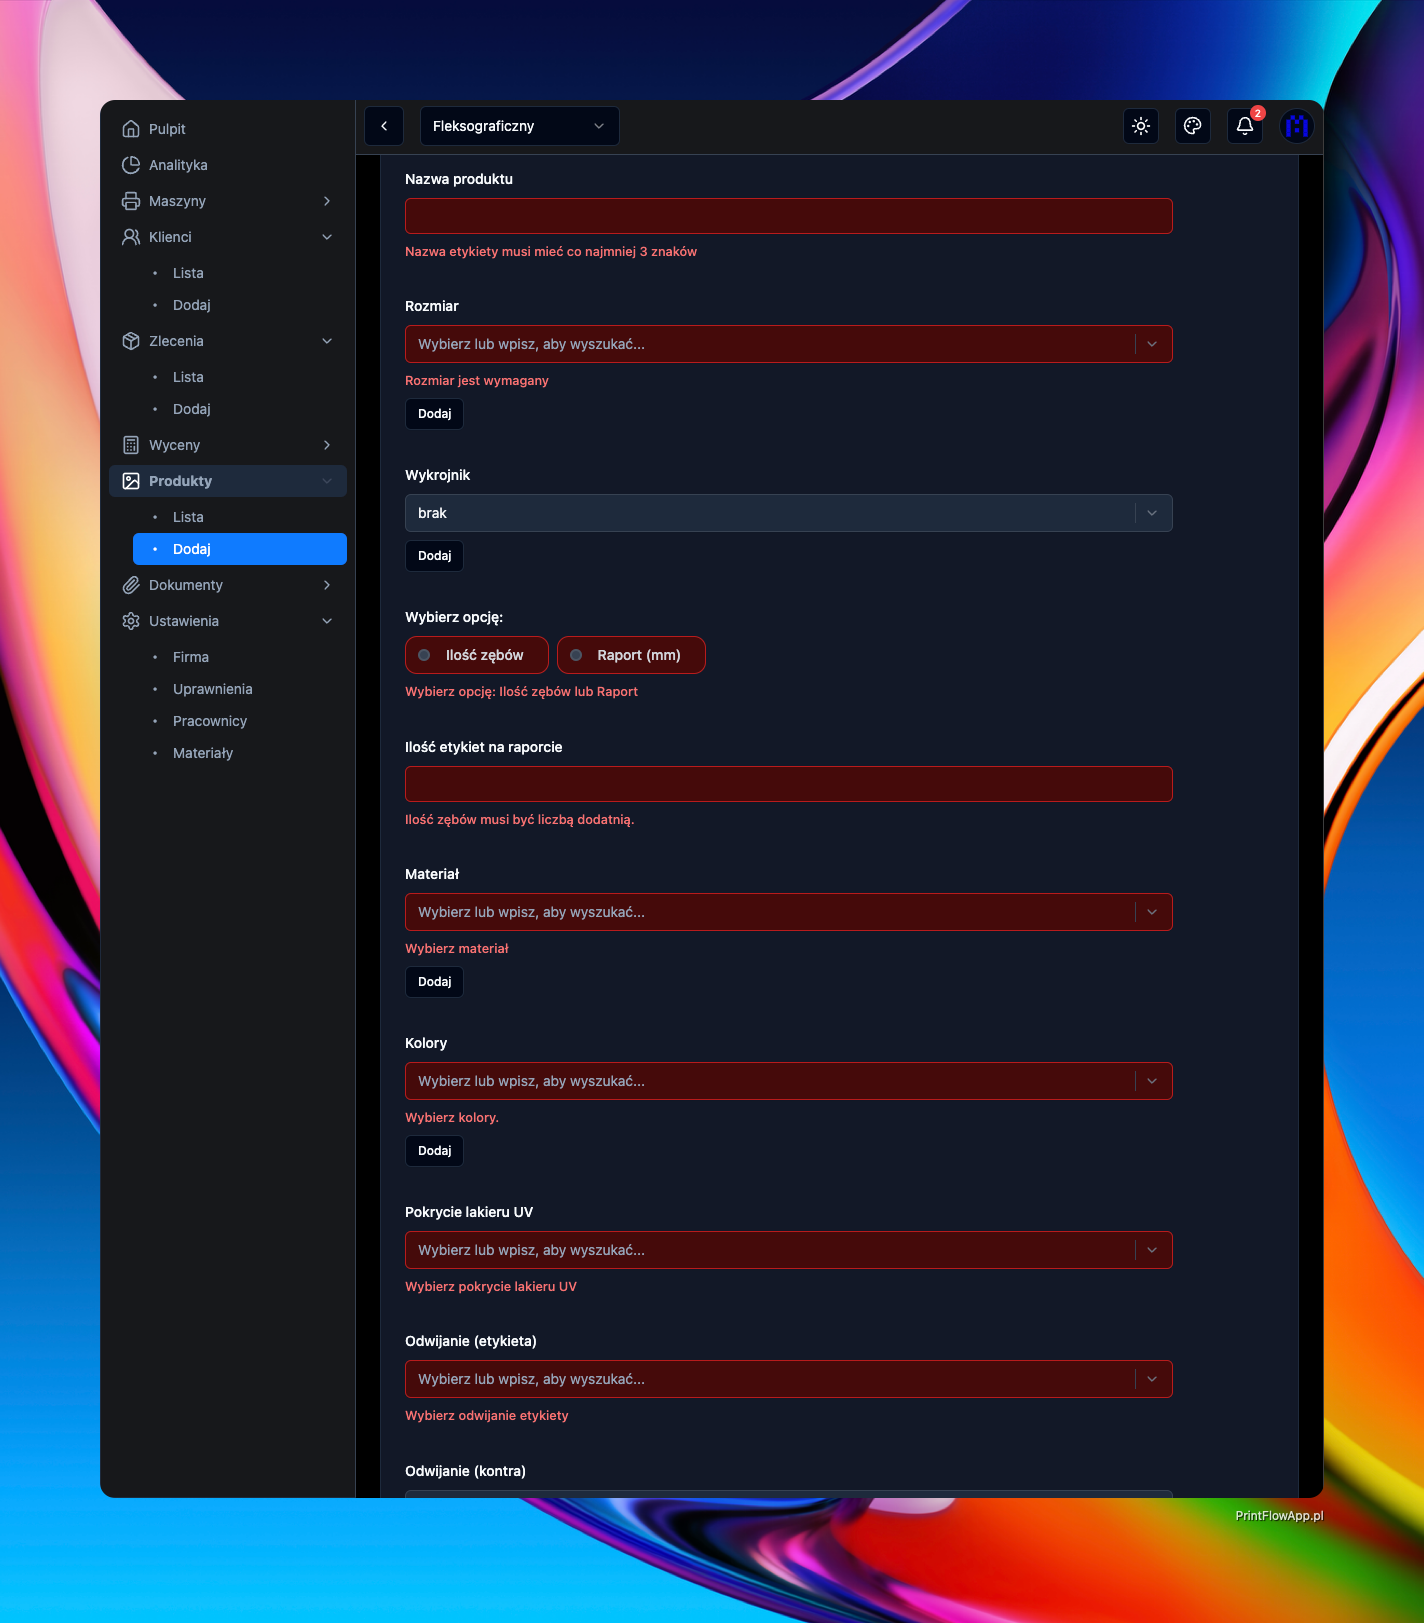 Pulpit
Analityka
Maszyny
Klienci
Lista
Dodaj
Zlecenia
Lista
Dodaj
Wyceny
Produkty
Lista
Dodaj
Dokumenty
Ustawienia
Firma
Uprawnienia
Pracownicy
Materiały
Fleksograficzny
2
Nazwa produktu
Nazwa etykiety musi mieć co najmniej 3 znaków
Rozmiar
Wybierz lub wpisz, aby wyszukać...
Rozmiar jest wymagany
Dodaj
Wykrojnik
brak
Dodaj
Wybierz opcję:
Ilość zębów
Raport (mm)
Wybierz opcję: Ilość zębów lub Raport
Ilość etykiet na raporcie
Ilość zębów musi być liczbą dodatnią.
Materiał
Wybierz lub wpisz, aby wyszukać...
Wybierz materiał
Dodaj
Kolory
Wybierz lub wpisz, aby wyszukać...
Wybierz kolory.
Dodaj
Pokrycie lakieru UV
Wybierz lub wpisz, aby wyszukać...
Wybierz pokrycie lakieru UV
Odwijanie (etykieta)
Wybierz lub wpisz, aby wyszukać...
Wybierz odwijanie etykiety
Odwijanie (kontra)
PrintFlowApp.pl